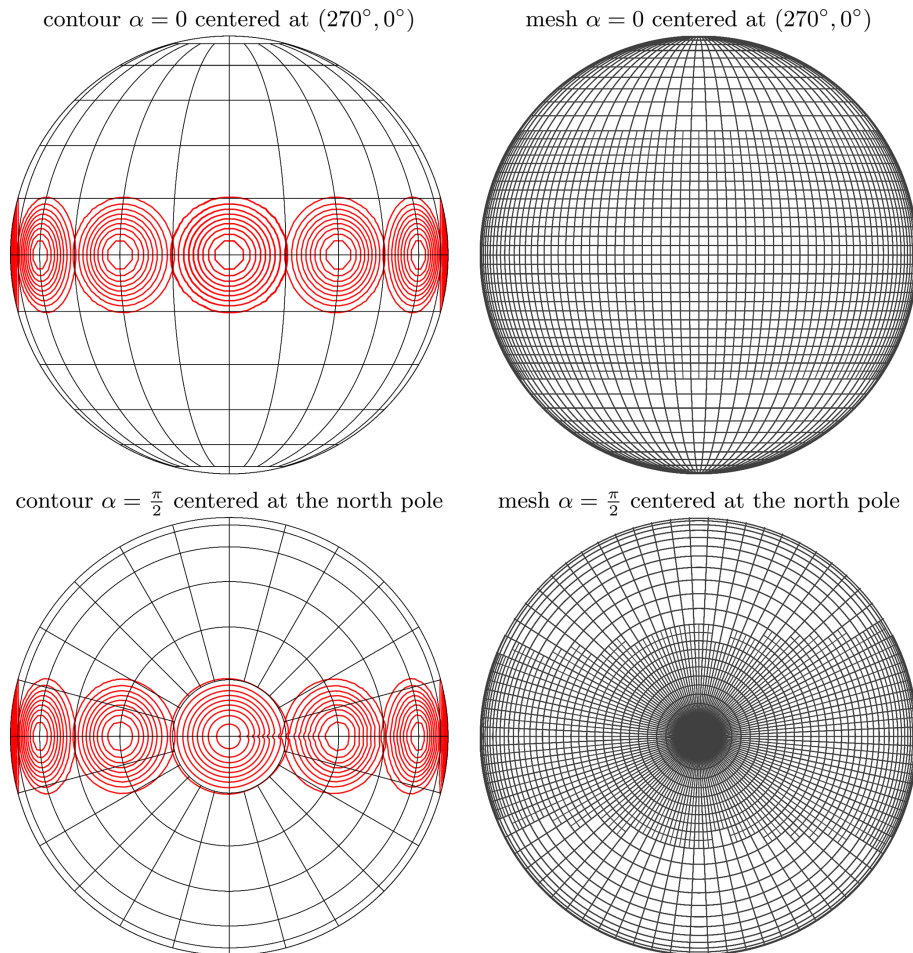 contour α = 0 centered at (270°, 0°)
mesh α = 0 centered at (270°, 0°)
contour α = π/2 centered at the north pole
mesh α = π/2 centered at the north pole